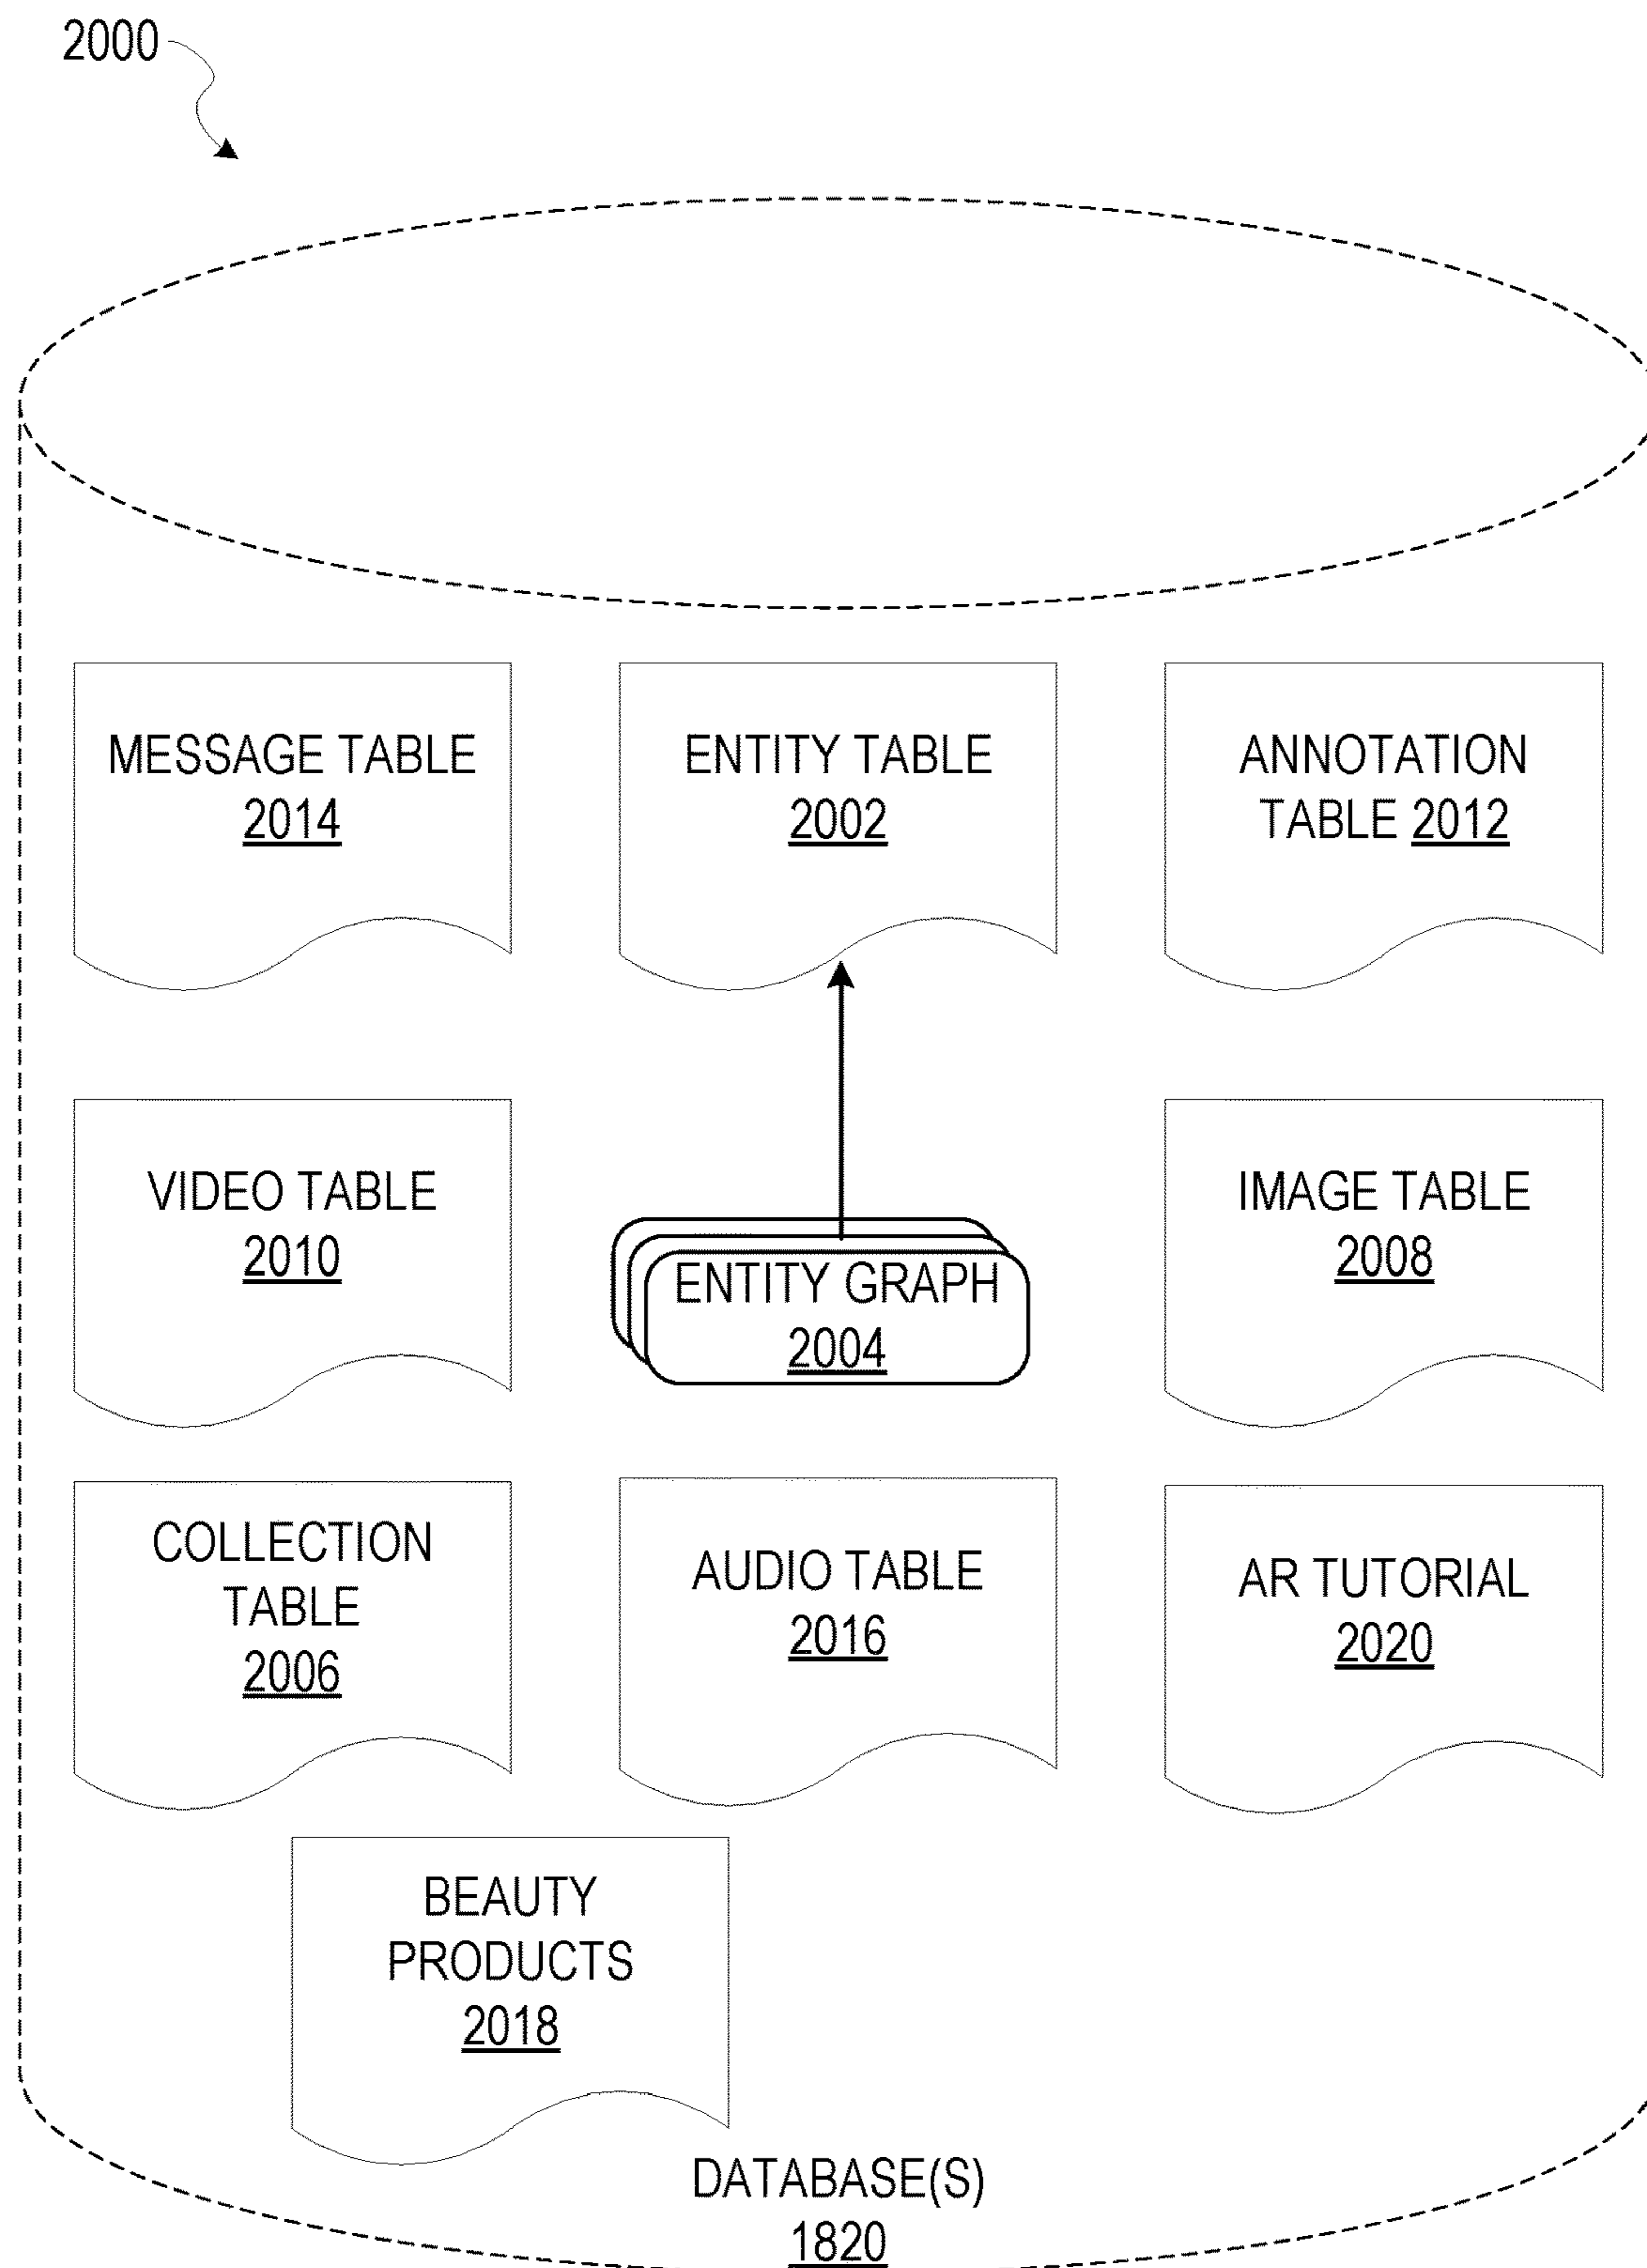 2000
MESSAGE TABLE
2014
ENTITY TABLE
2002
ANNOTATION
TABLE 2012
VIDEO TABLE
2010
ENTITY GRAPH
2004
IMAGE TABLE
2008
COLLECTION
TABLE
2006
AUDIO TABLE
2016
AR TUTORIAL
2020
BEAUTY
PRODUCTS
2018
DATABASE(S)
1820